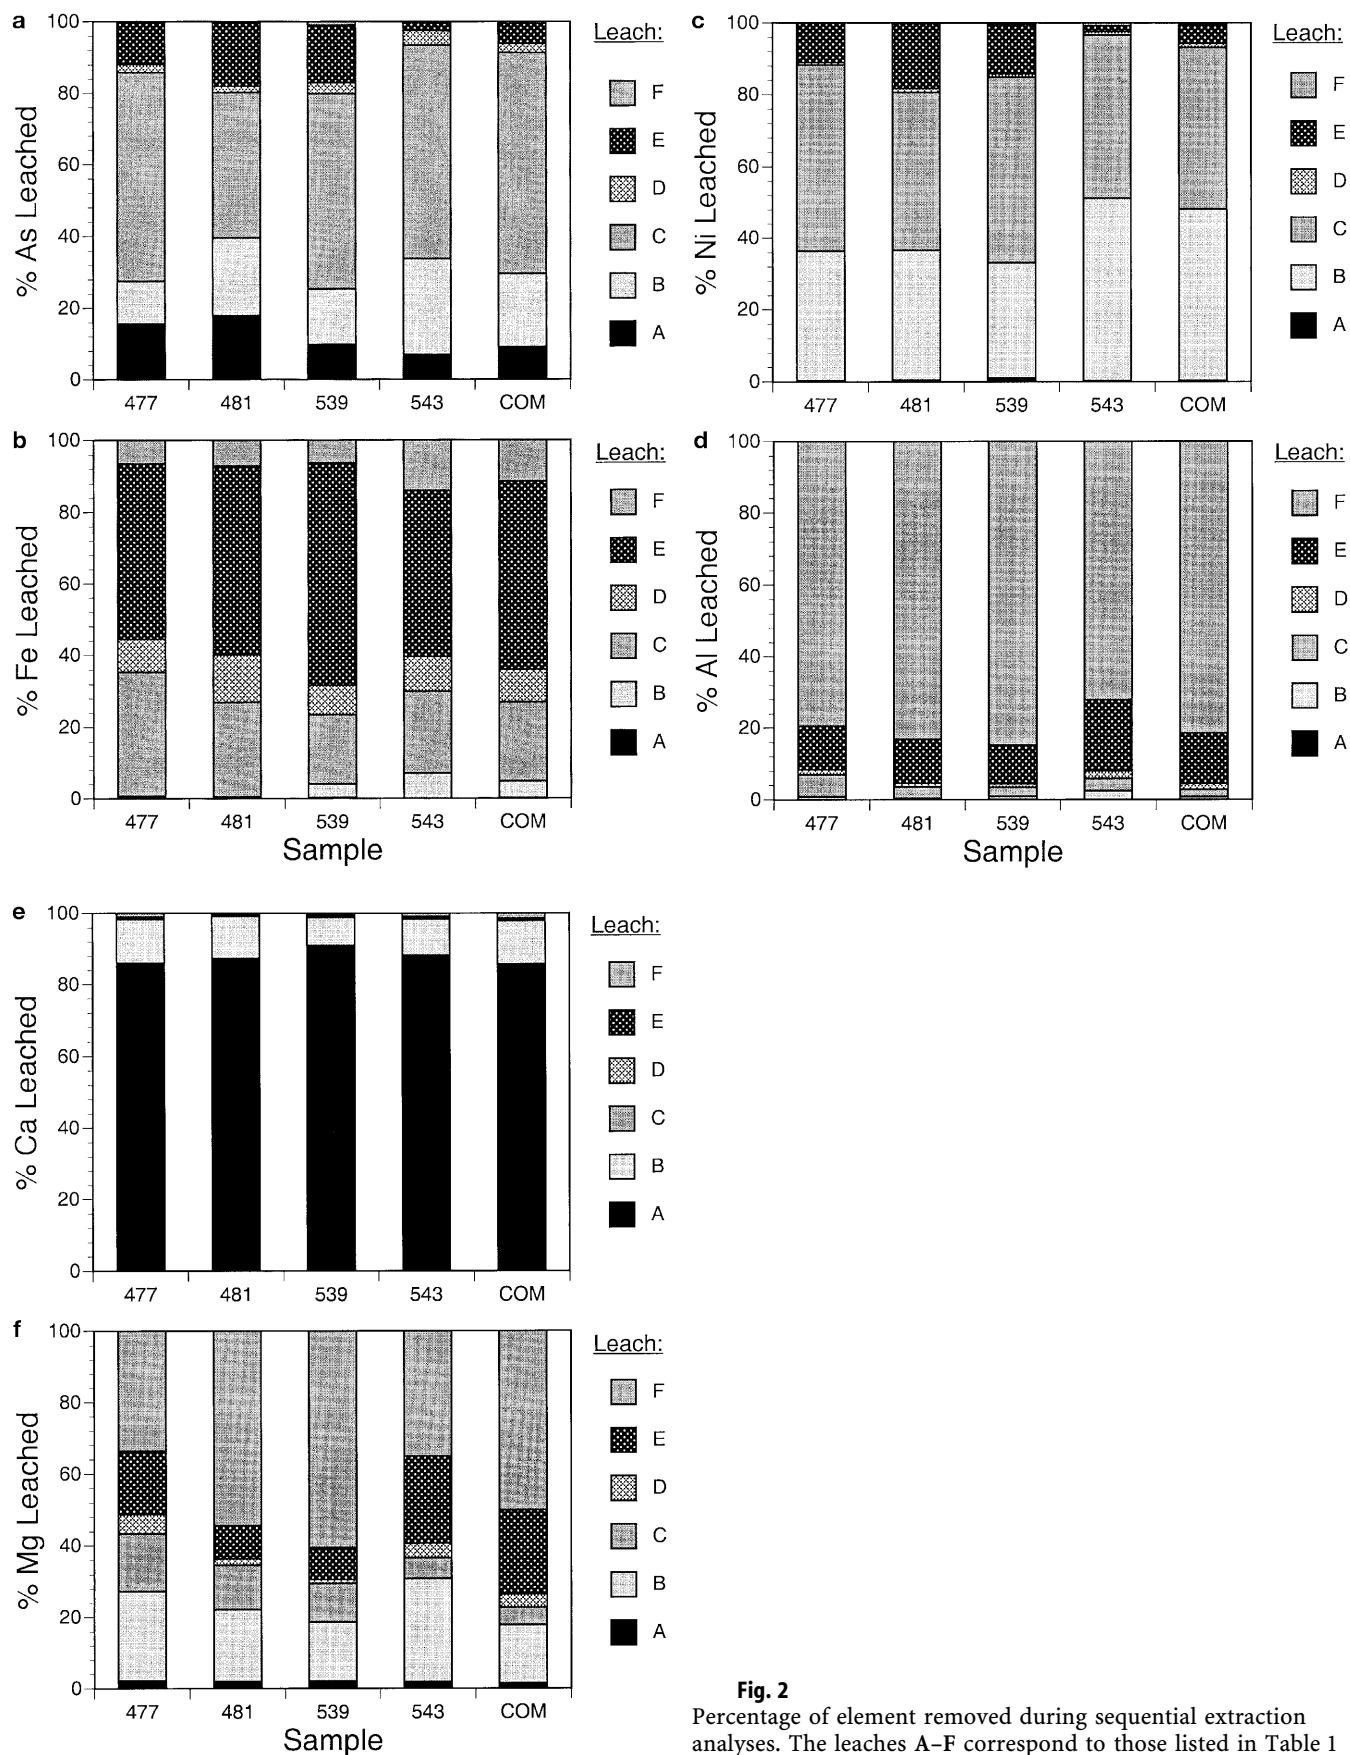 a
% As Leached
100
80
60
40
20
0
477 481 539 543 COM
Leach:
F
E
D
C
B
A
c
% Ni Leached
100
80
60
40
20
0
477 481 539 543 COM
Leach:
F
E
D
C
B
A
b
% Fe Leached
100
80
60
40
20
0
477 481 539 543 COM
Sample
Leach:
F
E
D
C
B
A
d
% Al Leached
100
80
60
40
20
0
477 481 539 543 COM
Sample
Leach:
F
E
D
C
B
A
e
% Ca Leached
100
80
60
40
20
0
477 481 539 543 COM
Leach:
F
E
D
C
B
A
f
% Mg Leached
100
80
60
40
20
0
477 481 539 543 COM
Sample
Leach:
F
E
D
C
B
A
Fig. 2
Percentage of element removed during sequential extraction
analyses. The leaches A–F correspond to those listed in Table 1